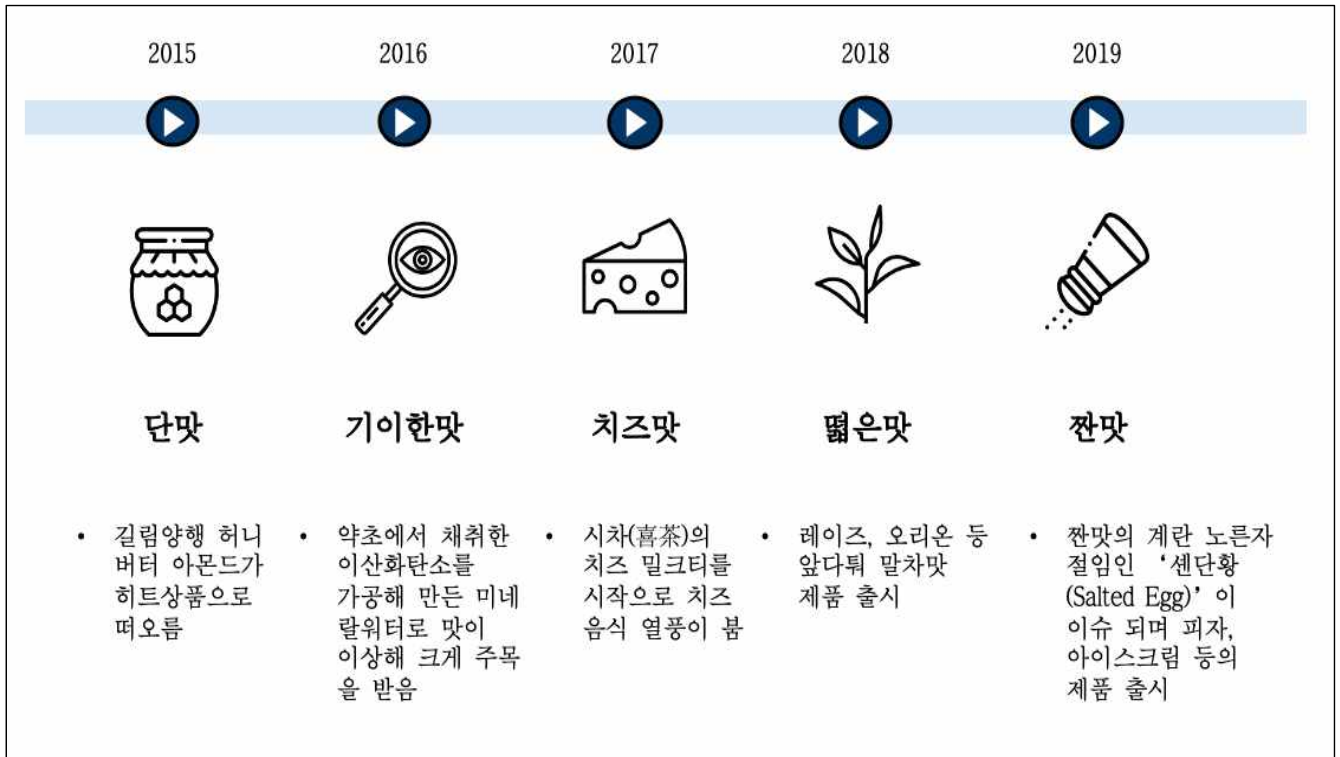 2015
2016
2017
2018
2019
단맛
기이한맛
치즈맛
떫은맛
짠맛
• 길림양행 허니
버터 아몬드가
히트상품으로
떠오름
• 약초에서 채취한
이산화탄소를
가공해 만든 미네
랄워터로 맛이
이상해 크게 주목
을 받음
• 시차(喜茶)의
치즈 밀크티를
시작으로 치즈
음식 열풍이 붐
• 레이즈, 오리온 등
앞다퉈 말차맛
제품 출시
• 짠맛의 계란 노른자
절임인 ‘셴단황
(Salted Egg)’이
이슈 되며 피자,
아이스크림 등의
제품 출시